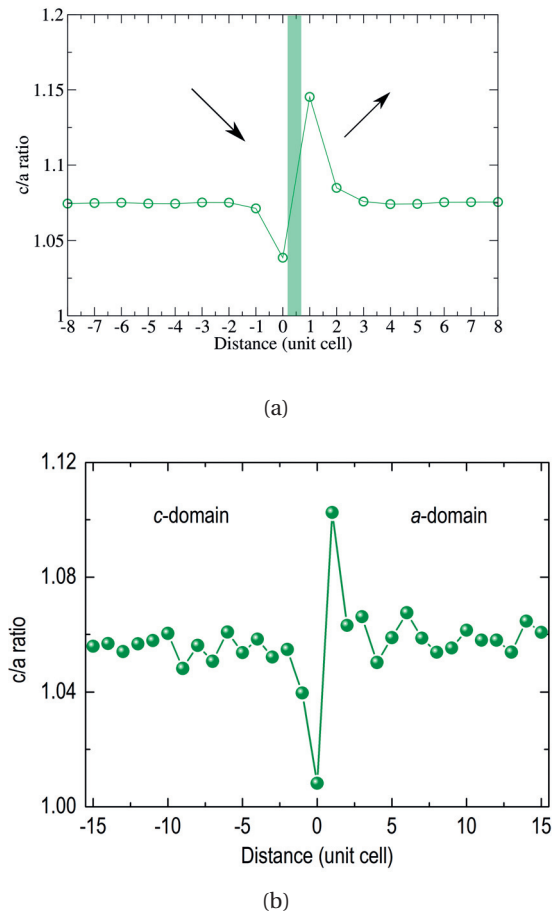 1.2
1.15
1.1
1.05
1
c/a ratio
-8 -7 -6 -5 -4 -3 -2 -1 0 1 2 3 4 5 6 7 8
Distance (unit cell)
(a)
1.12
1.08
1.04
1.00
c/a ratio
c-domain a-domain
-15 -10 -5 0 5 10 15
Distance (unit cell)
(b)